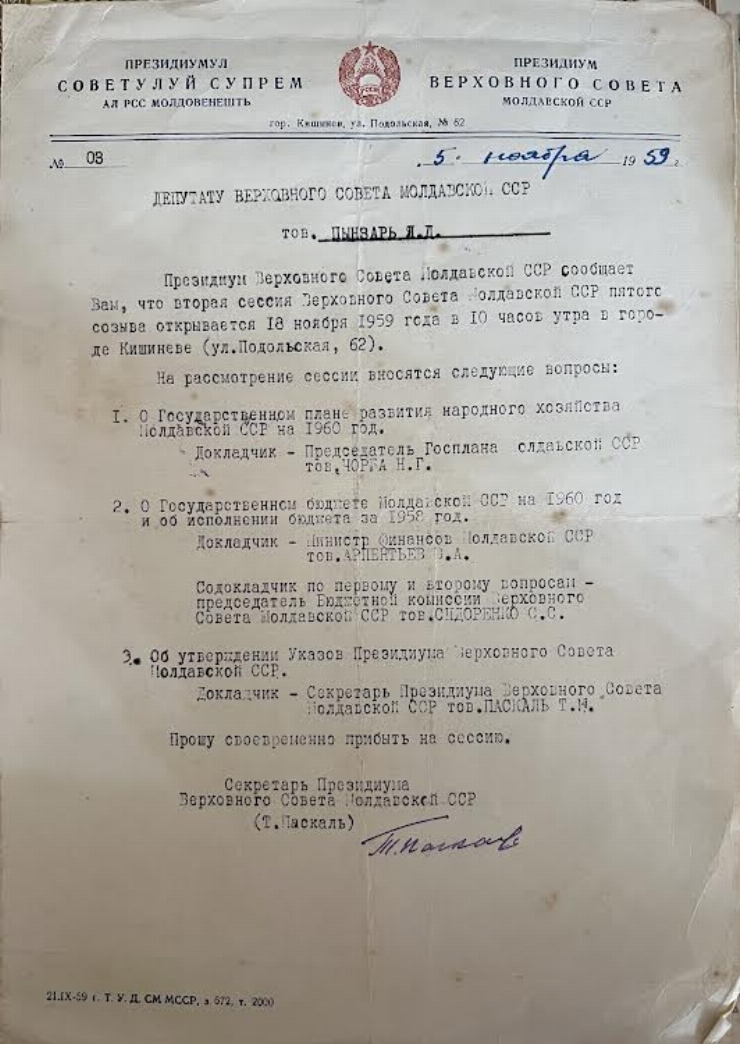 ПРЕЗИДИУМУЛ
СОВЕТУЛУЙ СУПРЕМ
АЛ РСС МОЛДОВЕНЕШТЬ
ПРЕЗИДИУМ
ВЕРХОВНОГО СОВЕТА
МОЛДАВСКОЙ ССР
гор. Кишинев, ул. Подольская, № 62
№ 08
5. ноября 1959 г.
ДЕПУТАТУ ВЕРХОВНОГО СОВЕТА МОЛДАВСКОЙ ССР
тов. ПЫНЗАРЬ
Президиум Верховного Совета Молдавской ССР сообщает
Вам, что вторая сессия Верховного Совета Молдавской ССР пятого
созыва открывается 18 ноября 1959 года в 10 часов утра в горо-
де Кишиневе (ул.Подольская, 62).
На рассмотрение сессии вносятся следующие вопросы:
I. О Государственном плане развития народного хозяйства
Молдавской ССР на 1960 год.
Докладчик - Председатель Госплана Молдавской ССР
тов.ЧОРБА Н.Г.
2. О Государственном бюджете Молдавской ССР на 1960 год
и об исполнении бюджета за 1958 год.
Докладчик - Министр финансов Молдавской ССР
тов.АРПЕНТЬЕВ В.А.
Содокладчик по первому и второму вопросам -
председатель Бюджетной комиссии Верховного
Совета Молдавской ССР тов.СИДОРЕНКО С.С.
3. Об утверждении Указов Президиума Верховного Совета
Молдавской ССР.
Докладчик - Секретарь Президиума Верховного Совета
Молдавской ССР тов.ПАСКАЛЬ Т.М.
Прошу своевременно прибыть на сессию.
Секретарь Президиума
Верховного Совета Молдавской ССР
(Т.Паскаль)
21.IX-59 г. Т. У. Д. СМ МССР, з. 672, т. 2000